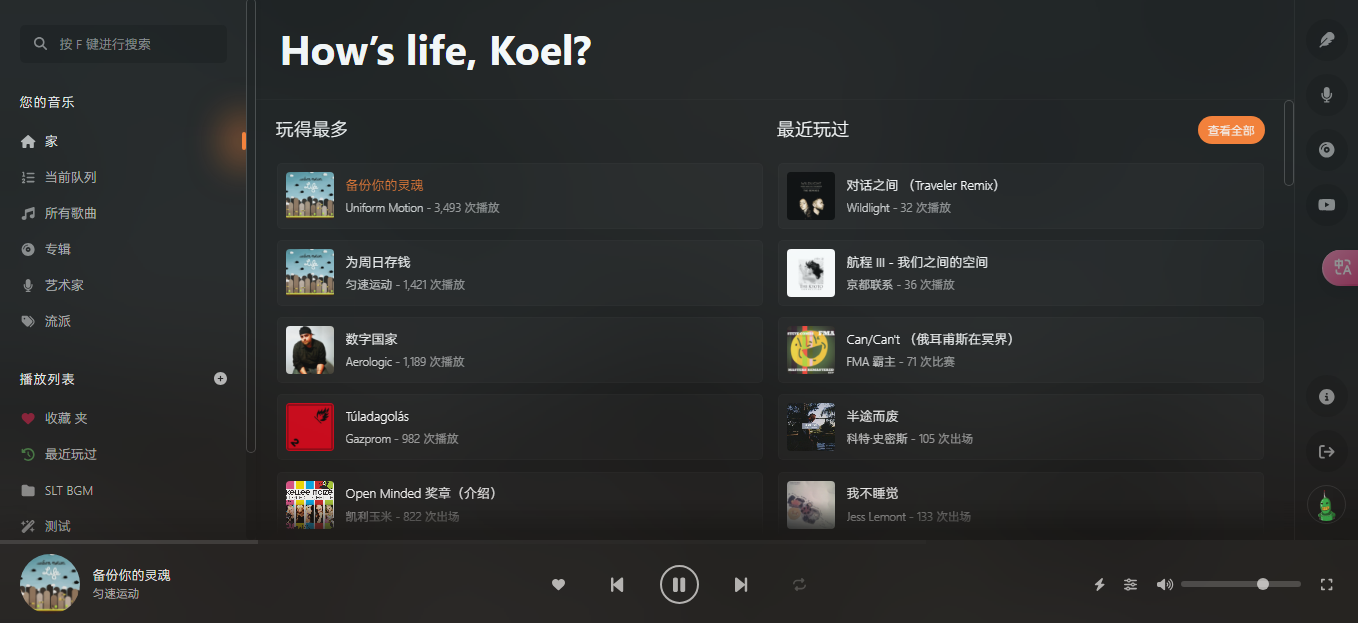 按 F 键进行搜索
您的音乐
家
当前队列
所有歌曲
专辑
艺术家
流派
播放列表
收藏 夹
最近玩过
SLT BGM
测试
How's life, Koel?
玩得最多
备份你的灵魂
Uniform Motion - 3,493 次播放
为周日存钱
匀速运动 - 1,421 次播放
数字国家
Aerologic - 1,189 次播放
Túladagolás
Gazprom - 982 次播放
Open Minded 奖章（介绍）
凯利玉米 - 822 次出场
最近玩过
查看全部
对话之间 （Traveler Remix）
Wildlight - 32 次播放
航程 III - 我们之间的空间
京都联系 - 36 次播放
Can/Can't （俄耳甫斯在冥界）
FMA 霸主 - 71 次比赛
半途而废
科特·史密斯 - 105 次出场
我不睡觉
Jess Lemont - 133 次出场
中
A
备份你的灵魂
匀速运动